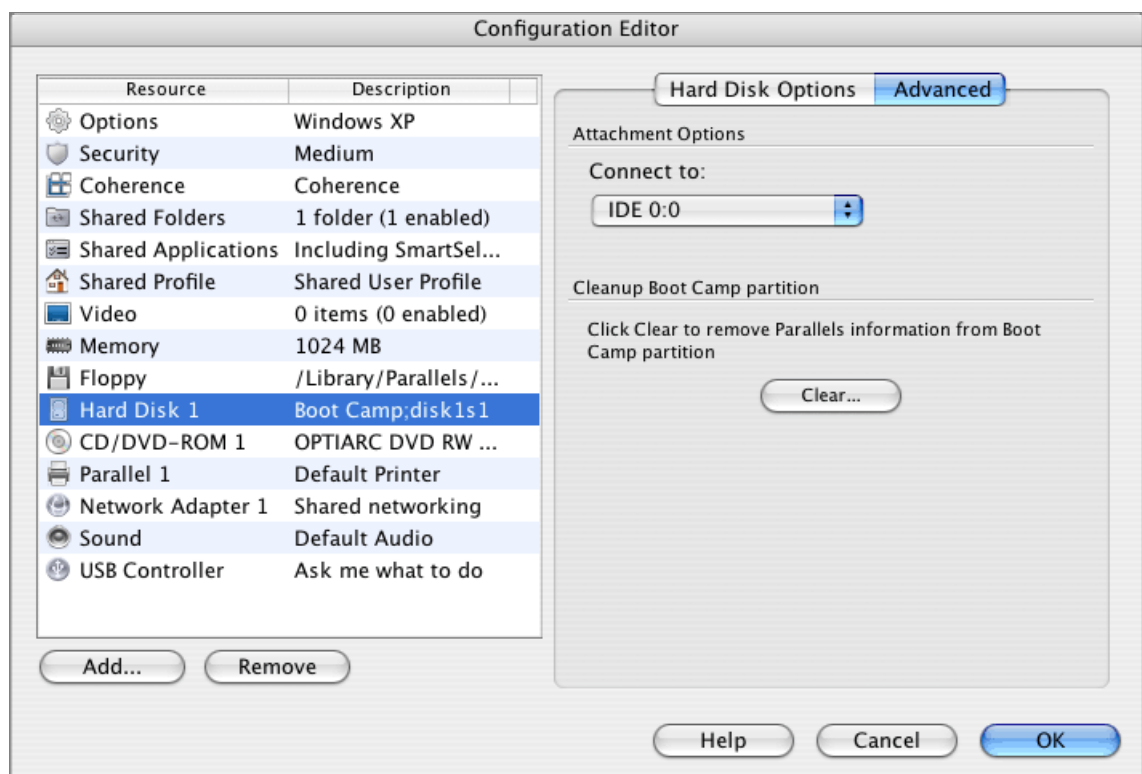 Configuration Editor
Resource Description
Options Windows XP
Security Medium
Coherence Coherence
Shared Folders 1 folder (1 enabled)
Shared Applications Including SmartSel...
Shared Profile Shared User Profile
Video 0 items (0 enabled)
Memory 1024 MB
Floppy /Library/Parallels/...
Hard Disk 1 Boot Camp;disk1s1
CD/DVD-ROM 1 OPTIARC DVD RW ...
Parallel 1 Default Printer
Network Adapter 1 Shared networking
Sound Default Audio
USB Controller Ask me what to do
Add... Remove
Hard Disk Options Advanced
Attachment Options
Connect to:
IDE 0:0
Cleanup Boot Camp partition
Click Clear to remove Parallels information from Boot
Camp partition
Clear...
Help Cancel OK